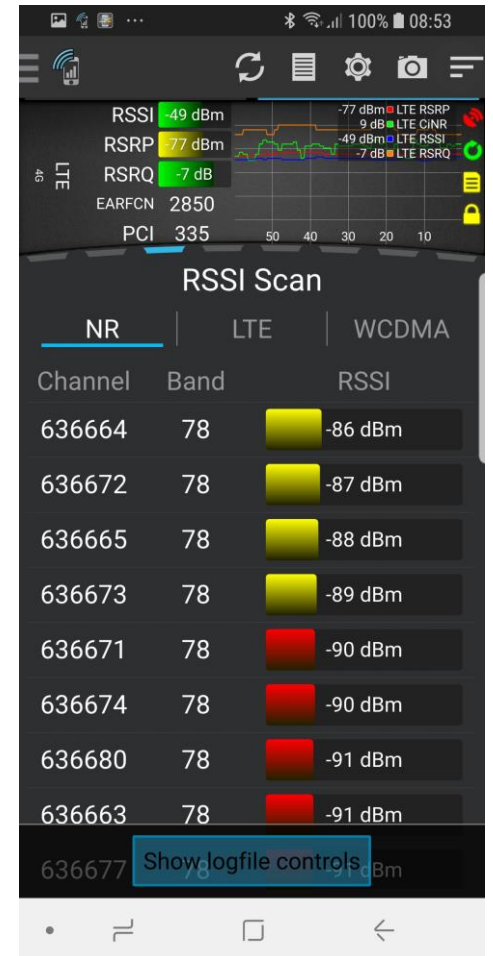 100% 08:53
RSSI -49 dBm
RSRP -77 dBm
RSRQ -7 dB
EARFCN 2850
PCI 335
4G LTE
-77 dBm LTE RSRP
9 dB LTE CiNR
-49 dBm LTE RSSI
-7 dB LTE RSRQ
50 40 30 20 10
RSSI Scan
NR LTE WCDMA
Channel Band RSSI
636664 78 -86 dBm
636672 78 -87 dBm
636665 78 -88 dBm
636673 78 -89 dBm
636671 78 -90 dBm
636674 78 -90 dBm
636680 78 -91 dBm
636663 78 -91 dBm
636677 78 -91 dBm
Show logfile controls